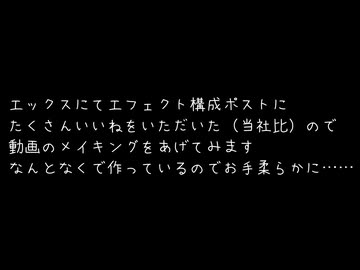 エックスにてエフェクト構成ポストに
たくさんいいねをいただいた（当社比）ので
動画のメイキングをあげてみます
なんとなくで作っているのでお手柔らかに……